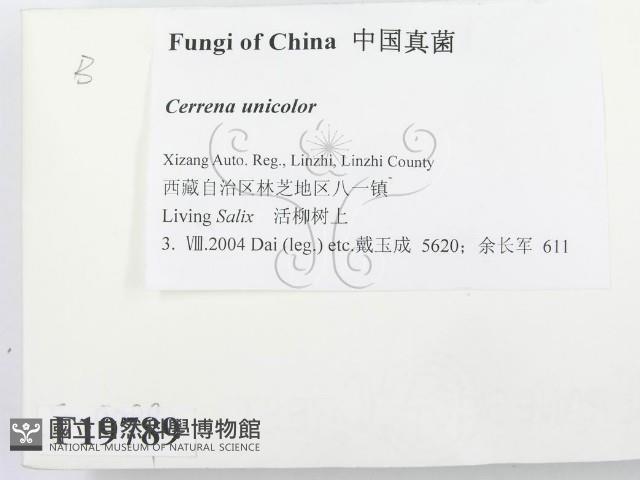 Fungi of China 中国真菌
B
Cerrena unicolor
Xizang Auto. Reg., Linzhi, Linzhi County
西藏自治区林芝地区八一镇
Living Salix 活柳树上
3. Ⅷ.2004 Dai (leg.) etc.戴玉成 5620；余长军 611
F19789
國立自然科學博物館
NATIONAL MUSEUM OF NATURAL SCIENCE